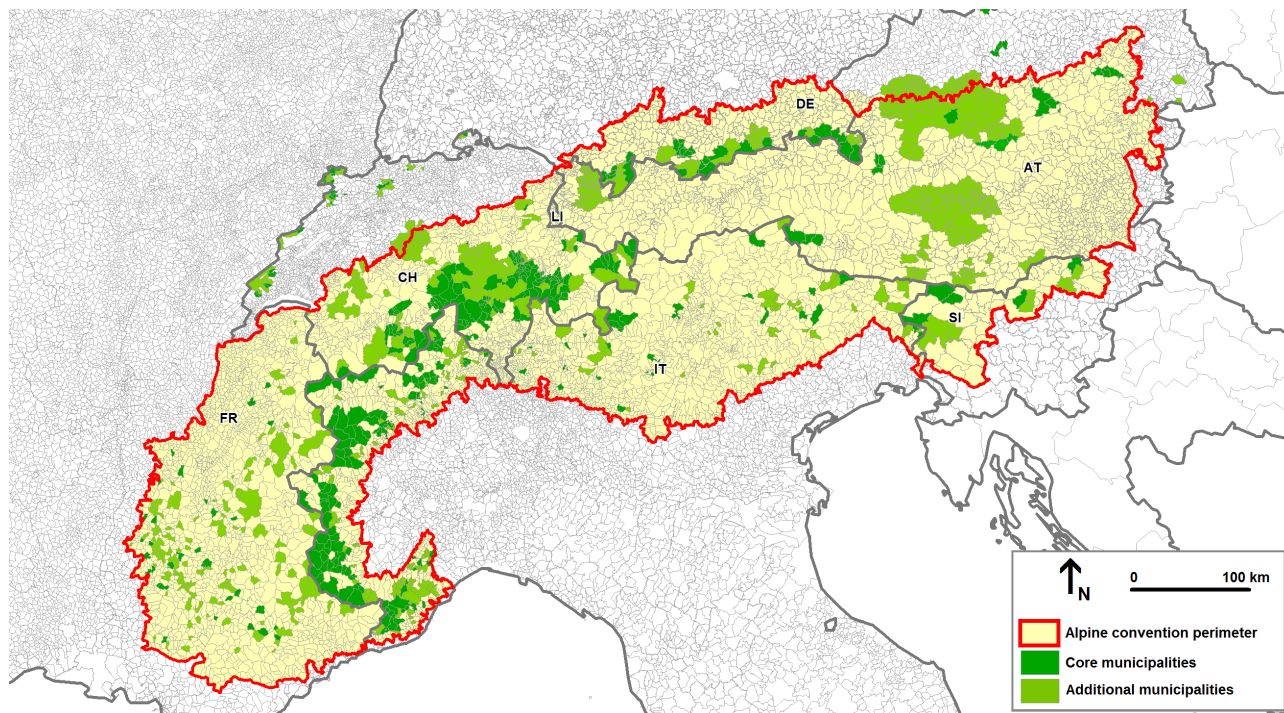 DE
AT
LI
CH
SI
IT
FR
N
0 100 km
Alpine convention perimeter
Core municipalities
Additional municipalities